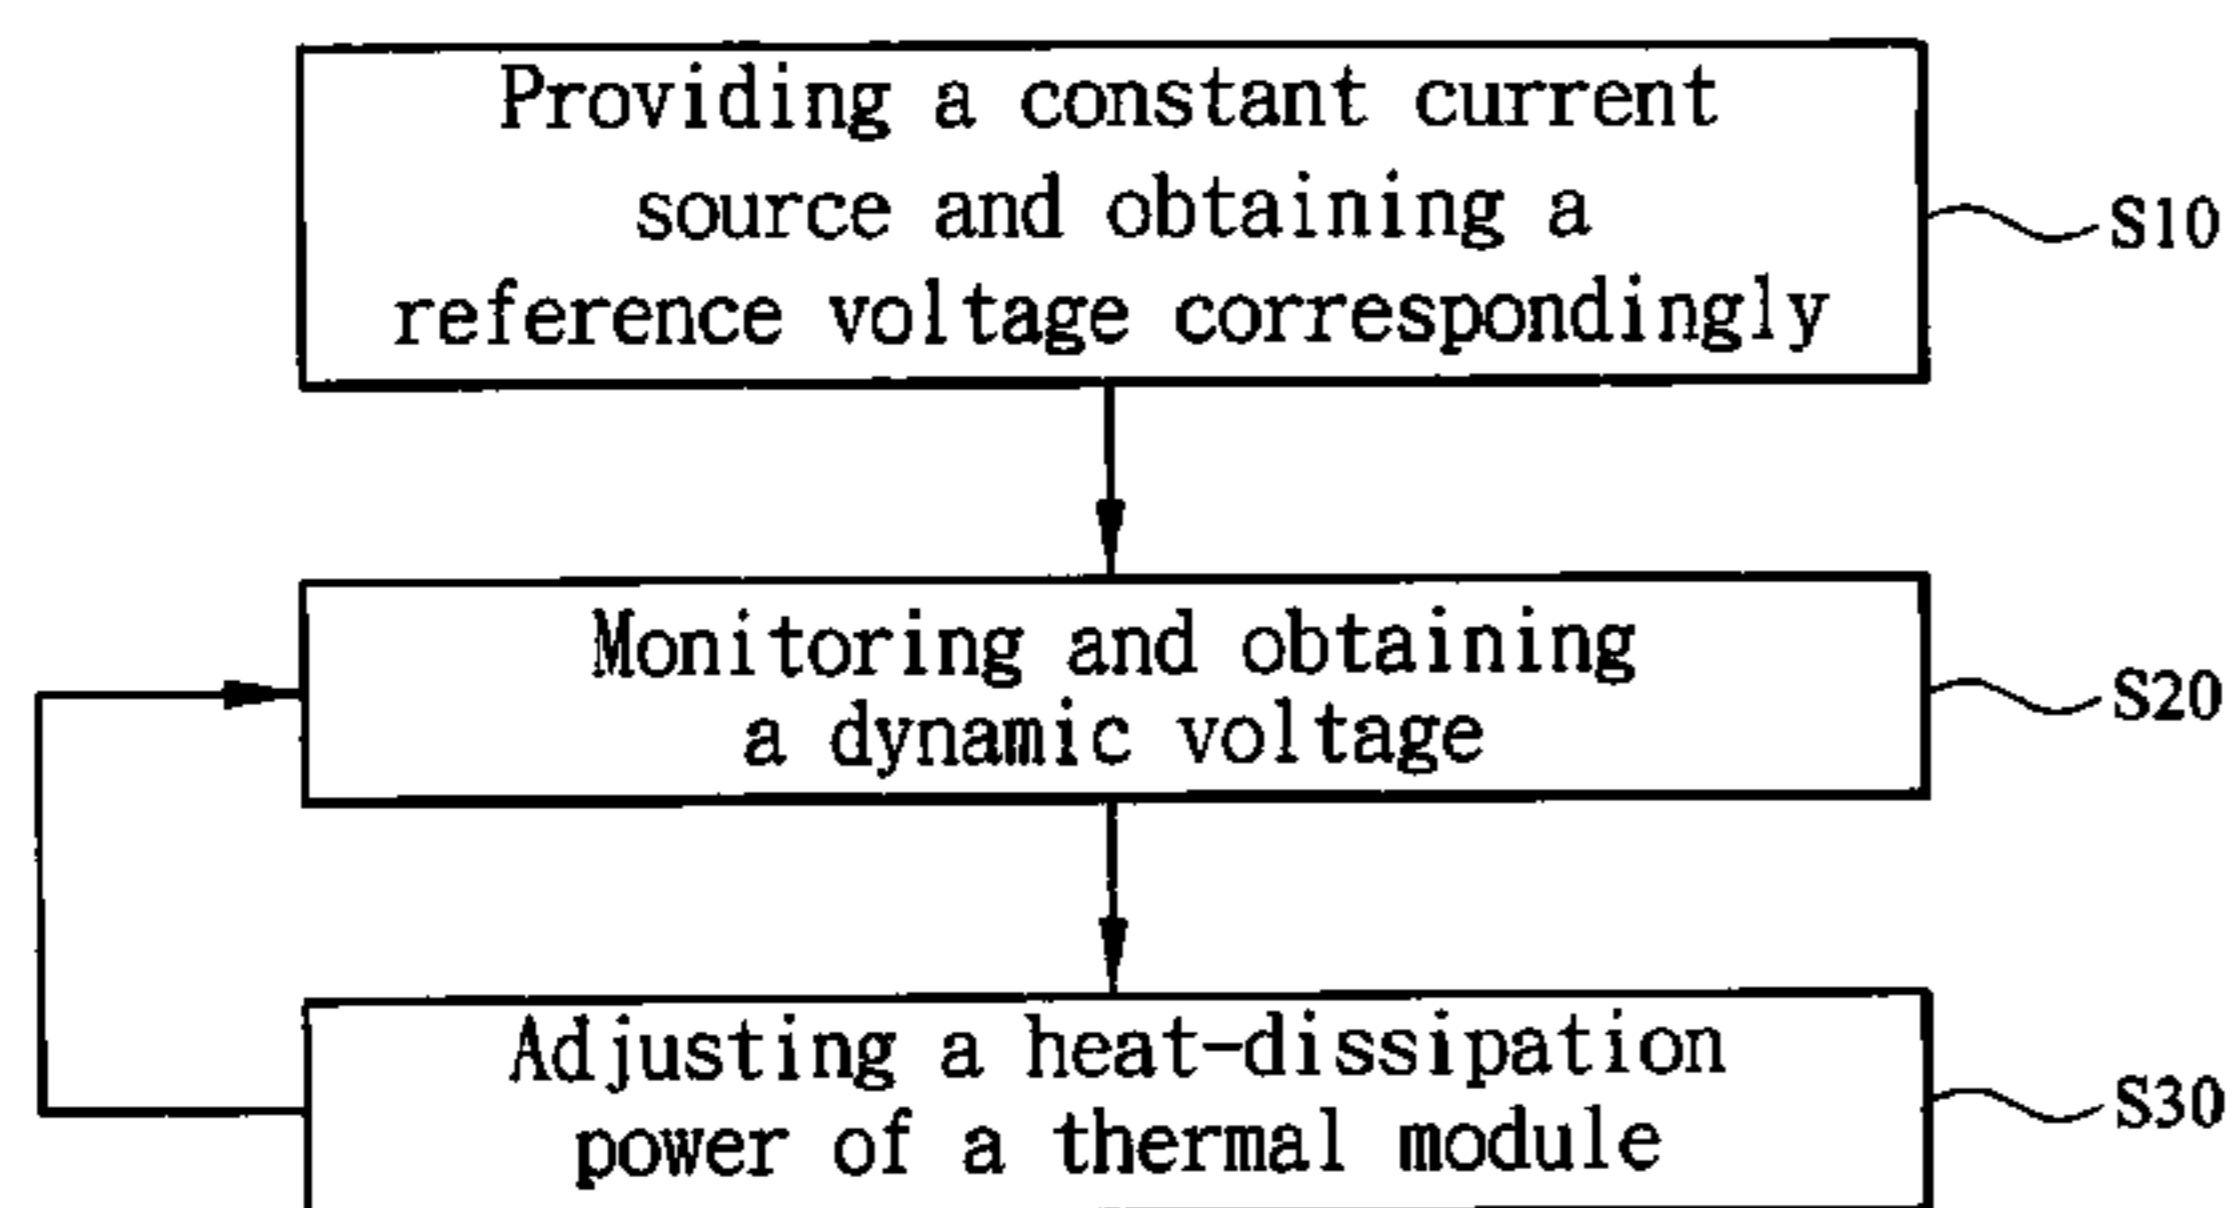 Providing a constant current
source and obtaining a
reference voltage correspondingly
S10
Monitoring and obtaining
a dynamic voltage
S20
Adjusting a heat-dissipation
power of a thermal module
S30